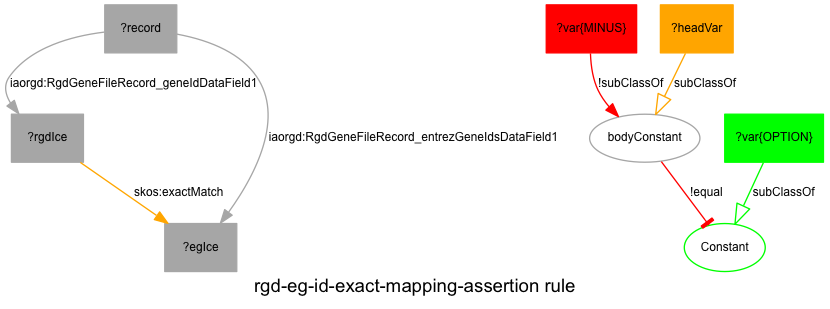 ?record
?var{MINUS}
?headVar
iaorgd:RgdGeneFileRecord_geneIdDataField1
!subClassOf
subClassOf
?rgdIce
iaorgd:RgdGeneFileRecord_entrezGeneIdsDataField1
bodyConstant
?var{OPTION}
skos:exactMatch
!equal
subClassOf
?egIce
Constant
rgd-eg-id-exact-mapping-assertion rule